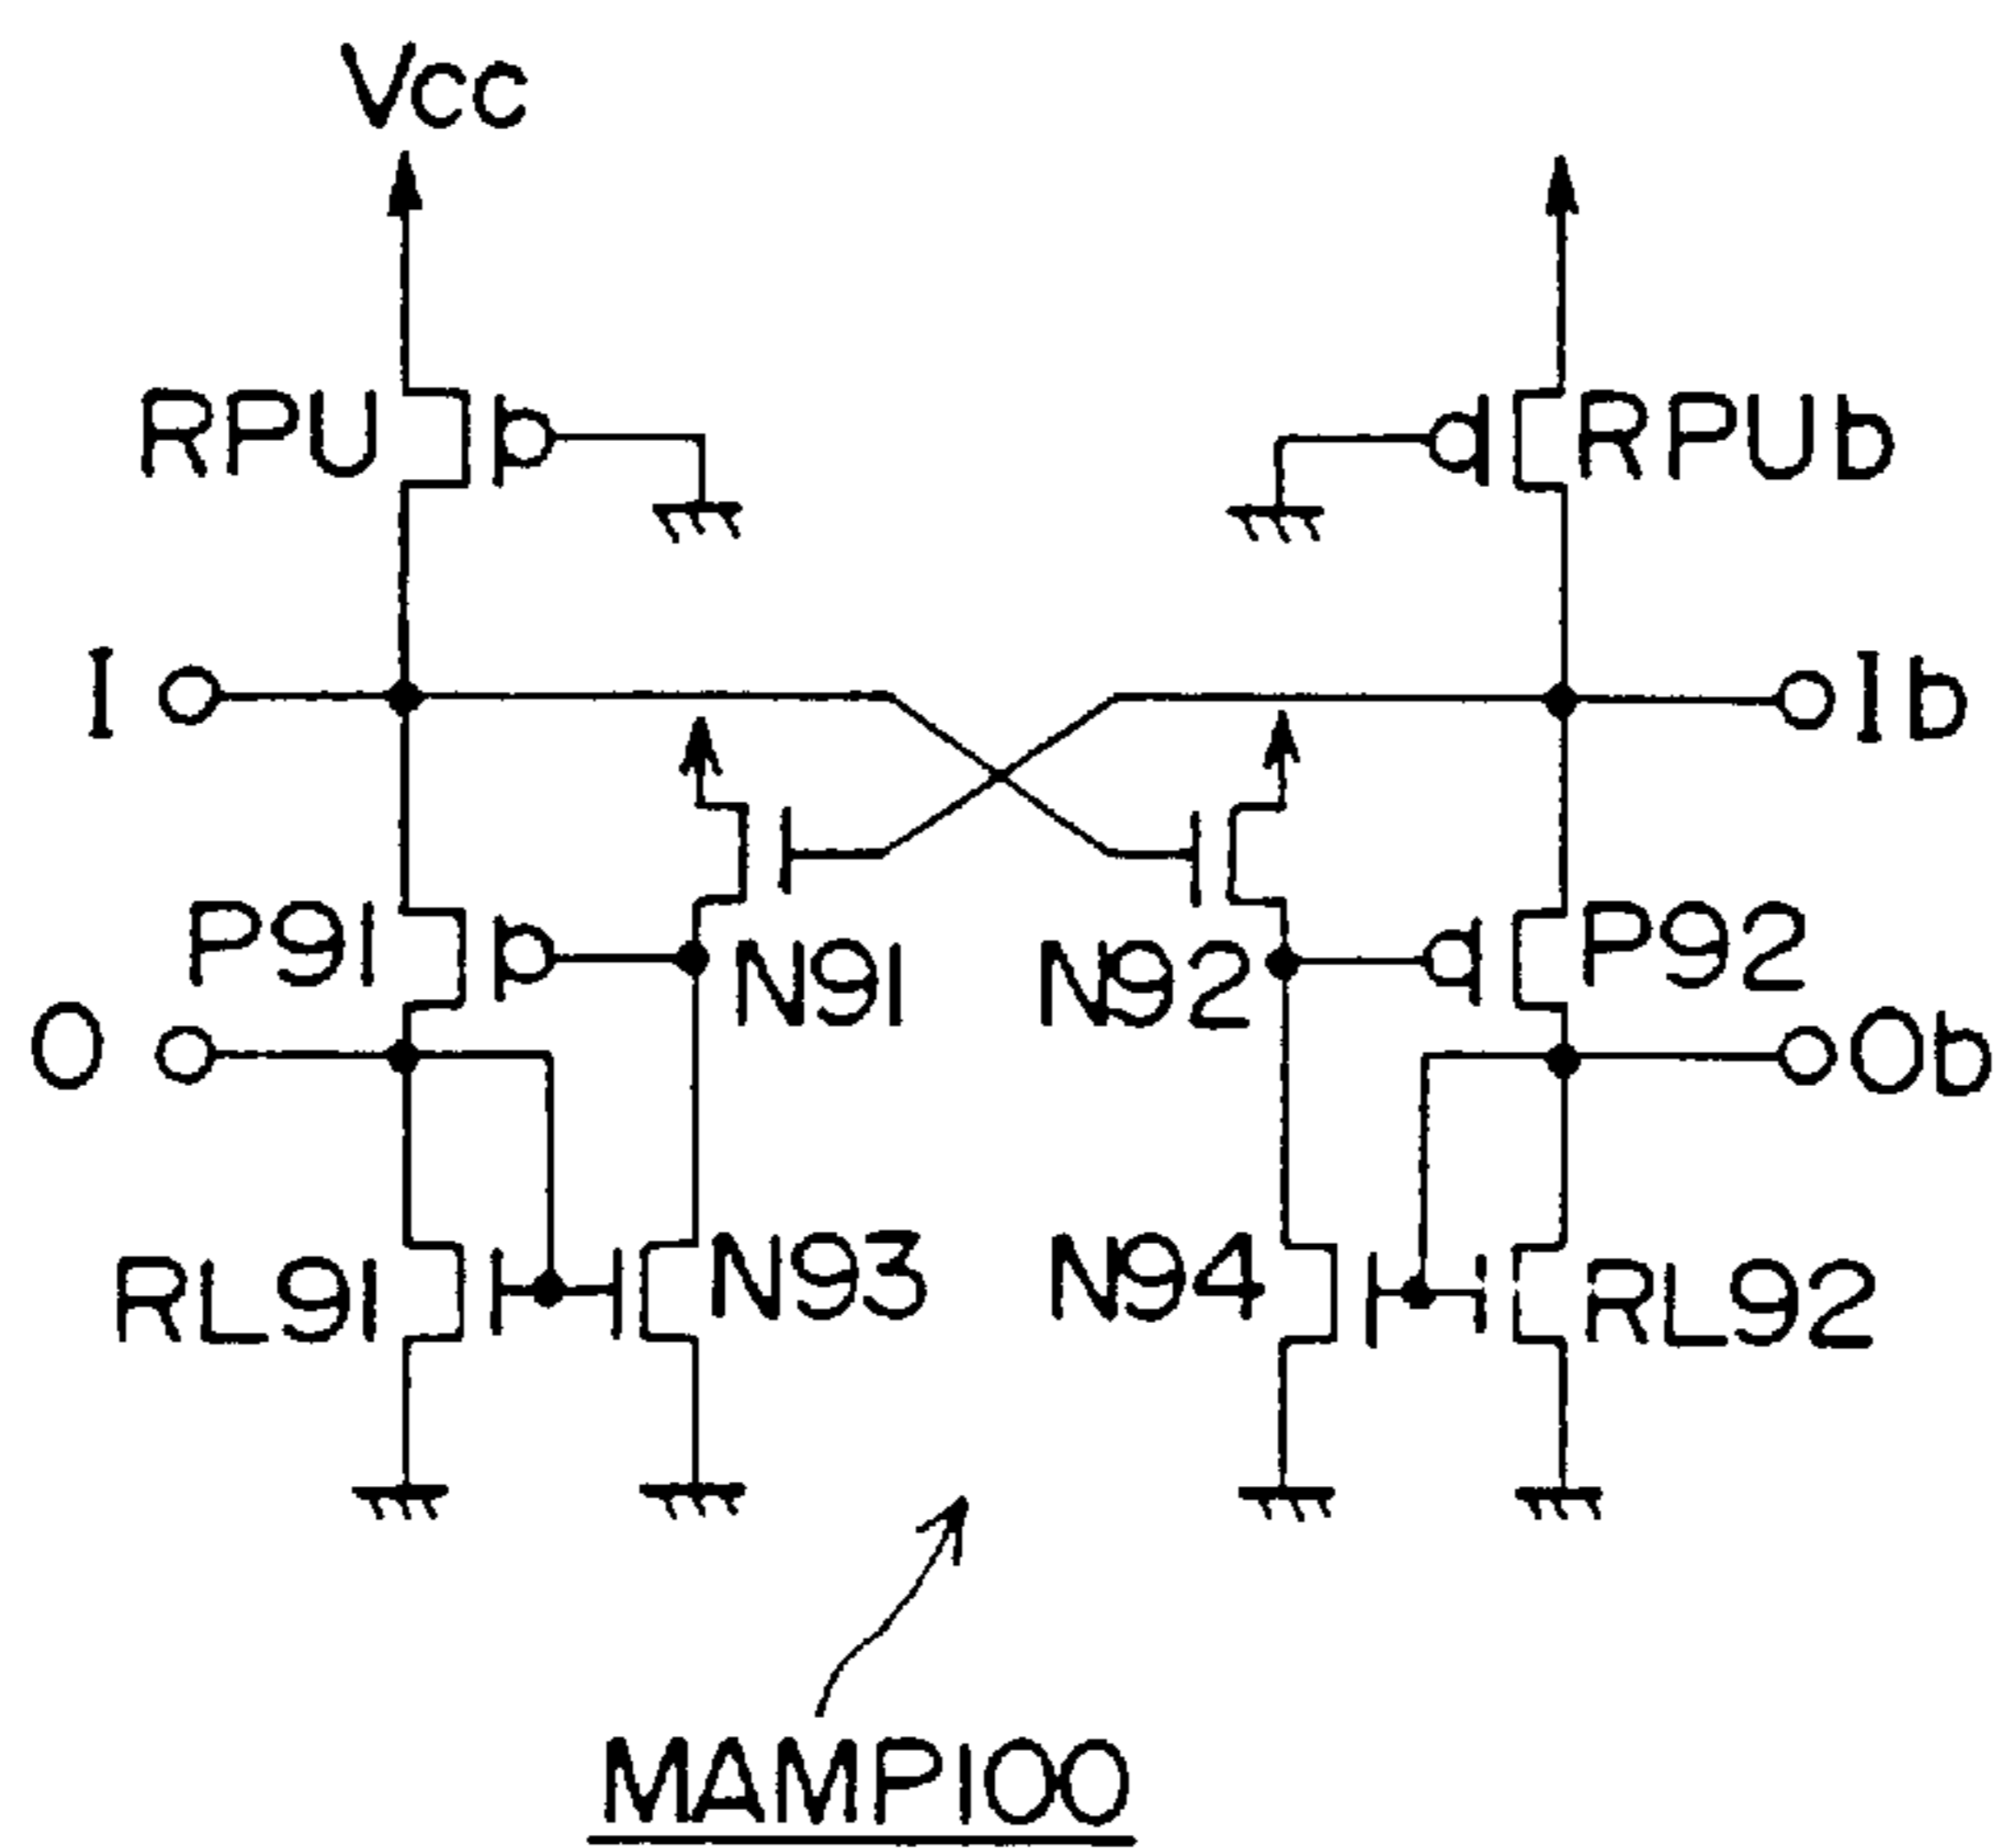 Vcc
RPU
RPUb
I
Ib
P91
N91
N92
P92
O
Ob
RL91
N93
N94
RL92
MAMP100